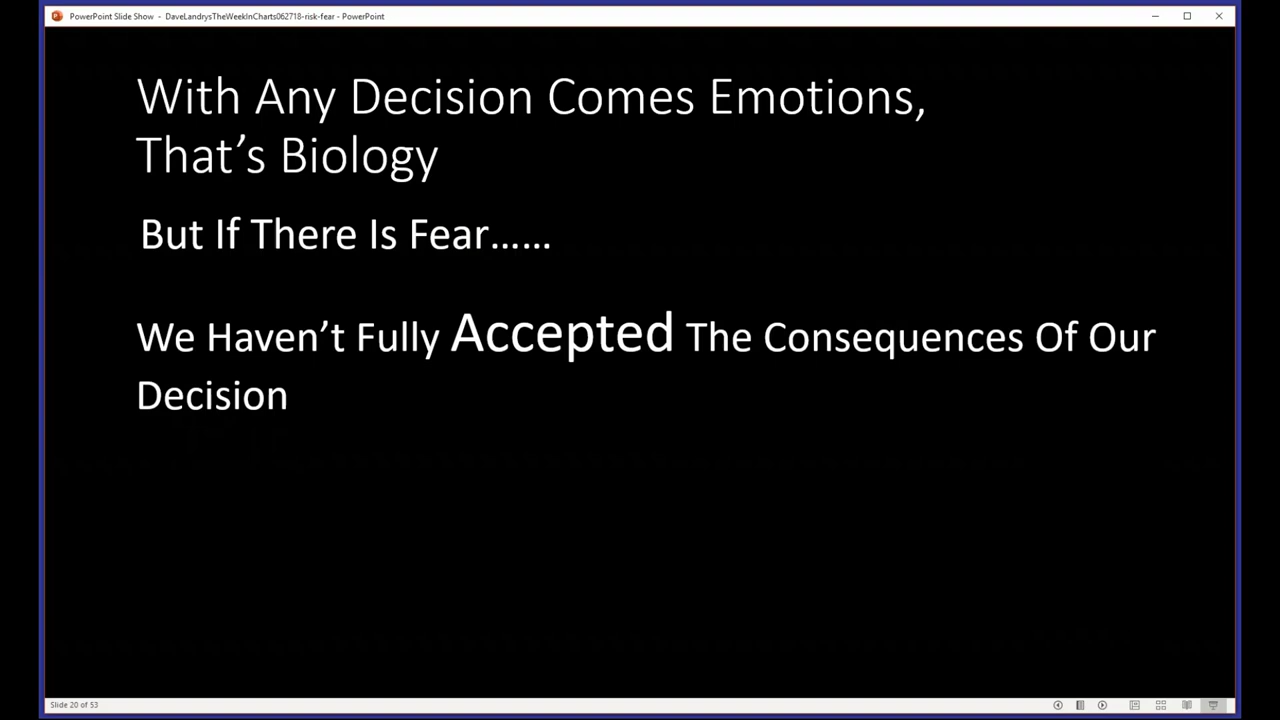 PowerPoint Slide Show - DaveLandrysTheWeekInCharts062718-risk-fear - PowerPoint
With Any Decision Comes Emotions,
That's Biology
But If There Is Fear……
We Haven't Fully Accepted The Consequences Of Our
Decision
Slide 20 of 53